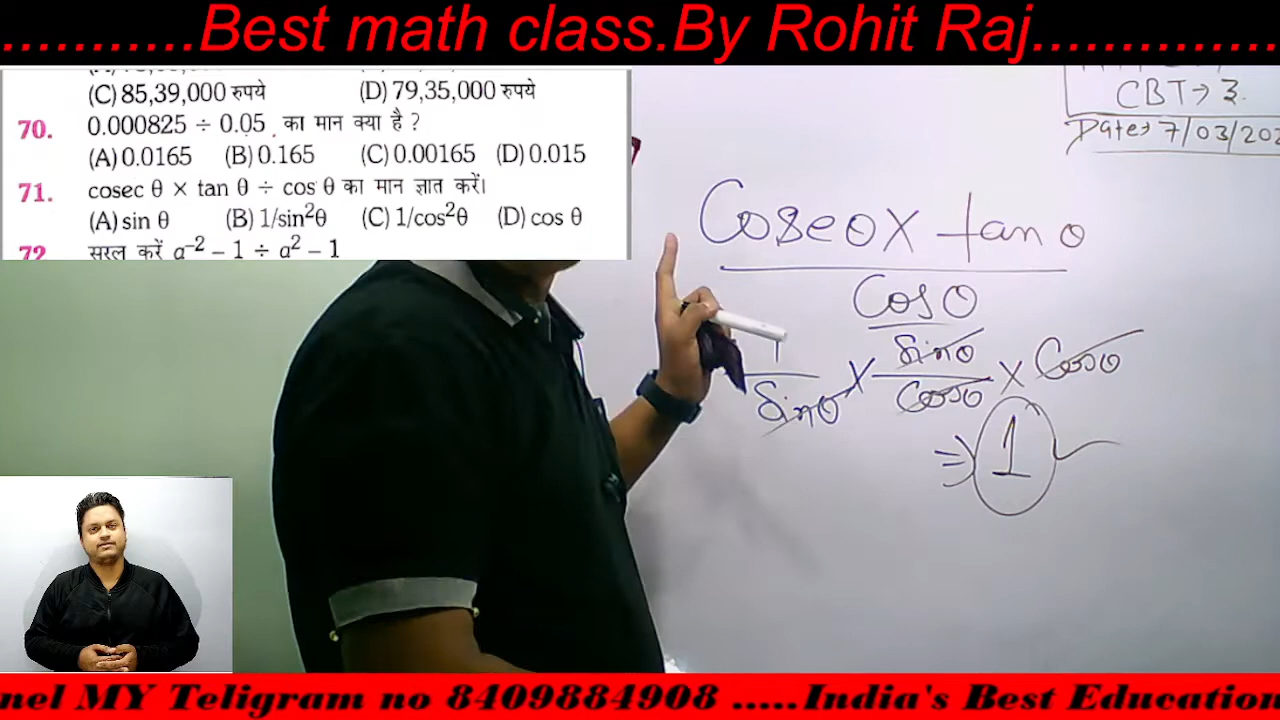 ...........Best math class.By Rohit Raj..............
(C) 85,39,000 रुपये (D) 79,35,000 रुपये
70. 0.000825 ÷ 0.05 का मान क्या है ?
(A) 0.0165 (B) 0.165 (C) 0.00165 (D) 0.015
71. cosec θ × tan θ ÷ cos θ का मान ज्ञात करें।
(A) sin θ (B) 1/sin²θ (C) 1/cos²θ (D) cos θ
72 सरल करें a⁻² – 1 ÷ a² – 1
CBT→3.
Date→ 7/03/202
Coseθ× tanθ
Cosθ
1 sinθ
× × Cosθ
sinθ Cosθ
1
nel MY Teligram no 8409884908 .....India's Best Education